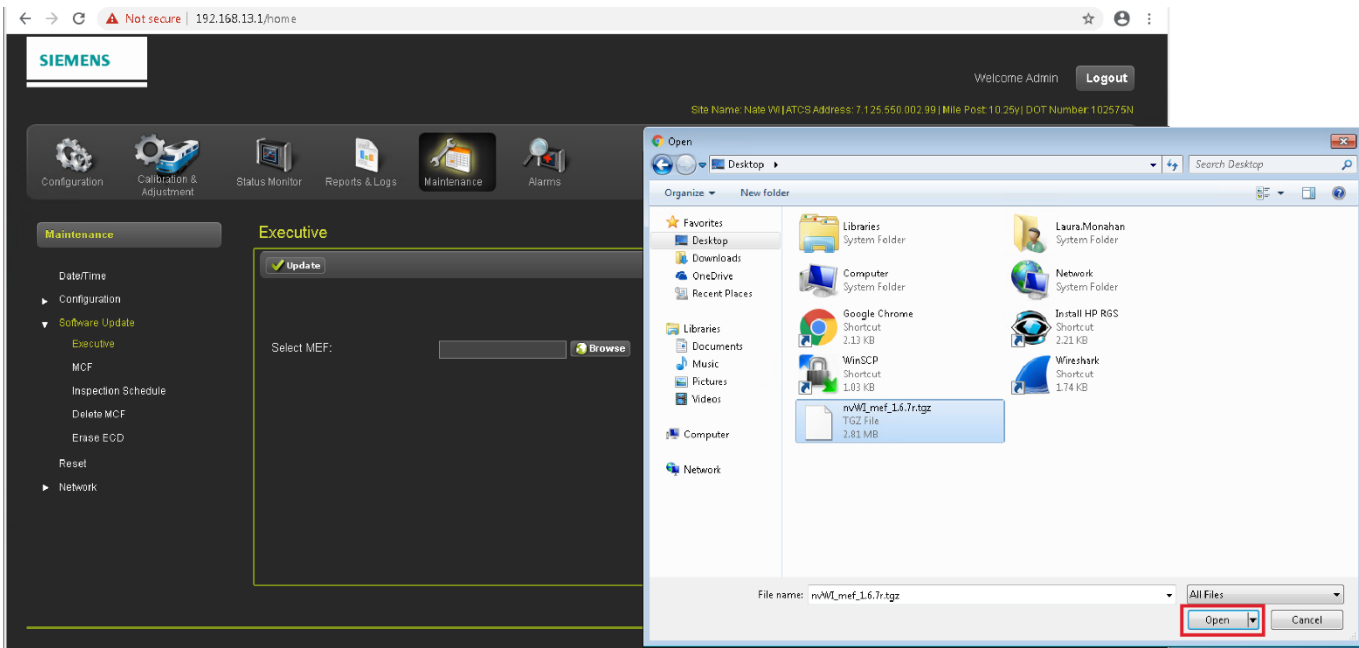 Not secure | 192.168.13.1/home
SIEMENS
Welcome Admin Logout
Site Name: Nate WI|ATCS Address: 7.125.550.002.99 | Mile Post:10.25y| DOT Number:102575N
Configuration
Calibration &
Adjustment
Status Monitor
Reports & Logs
Maintenance
Alarms
Maintenance
Date/Time
Configuration
Software Update
Executive
MCF
Inspection Schedule
Delete MCF
Erase ECD
Reset
Network
Executive
Update
Select MEF:
Browse
Open
Desktop
Search Desktop
Organize
New folder
Favorites
Desktop
Downloads
OneDrive
Recent Places
Libraries
Documents
Music
Pictures
Videos
Computer
Network
Libraries
System Folder
Laura.Monahan
System Folder
Computer
System Folder
Network
System Folder
Google Chrome
Shortcut
2.13 KB
Install HP RGS
Shortcut
2.21 KB
WinSCP
Shortcut
1.03 KB
Wireshark
Shortcut
1.74 KB
nvWI_mef_1.6.7r.tgz
TGZ File
2.81 MB
File name: nvWI_mef_1.6.7r.tgz
All Files
Open
Cancel